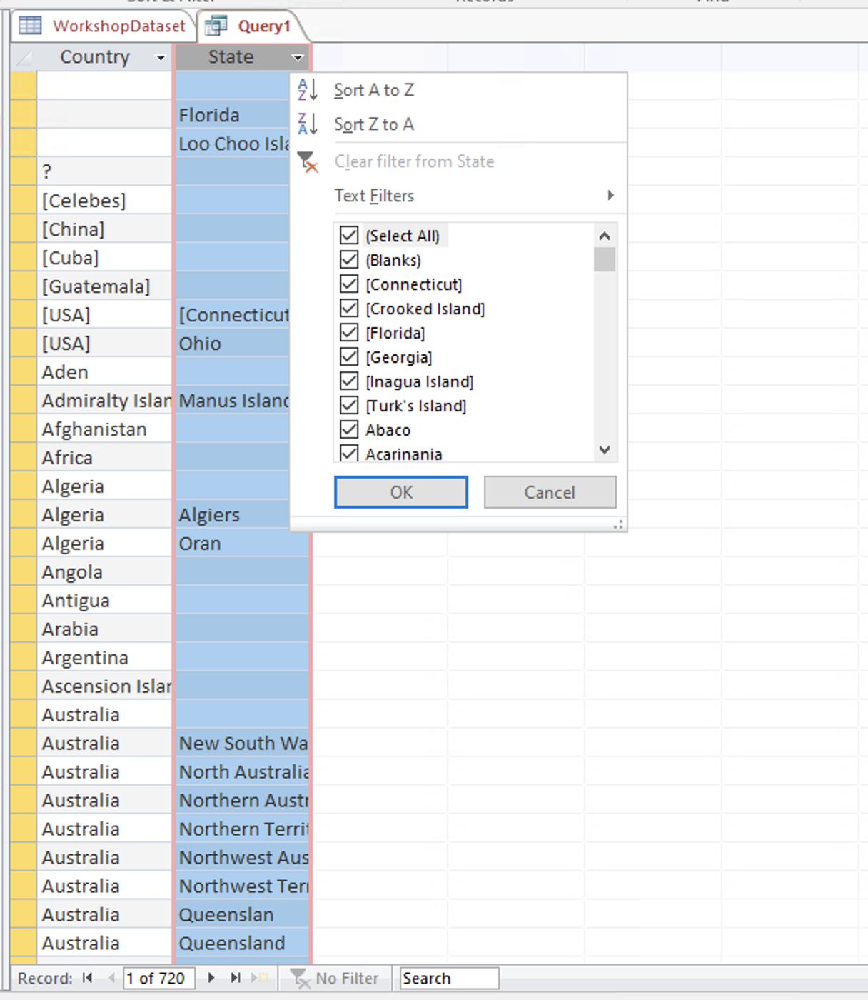 WorkshopDataset Query1
Country State
Florida
Loo Choo Isla
?
[Celebes]
[China]
[Cuba]
[Guatemala]
[USA] [Connecticut
[USA] Ohio
Aden
Admiralty Islan Manus Island
Afghanistan
Africa
Algeria
Algeria Algiers
Algeria Oran
Angola
Antigua
Arabia
Argentina
Ascension Islan
Australia
Australia New South Wa
Australia North Australia
Australia Northern Austr
Australia Northern Territ
Australia Northwest Aus
Australia Northwest Terr
Australia Queenslan
Australia Queensland
Sort A to Z
Sort Z to A
Clear filter from State
Text Filters
(Select All)
(Blanks)
[Connecticut]
[Crooked Island]
[Florida]
[Georgia]
[Inagua Island]
[Turk's Island]
Abaco
Acarinania
OK Cancel
Record: 1 of 720 No Filter Search